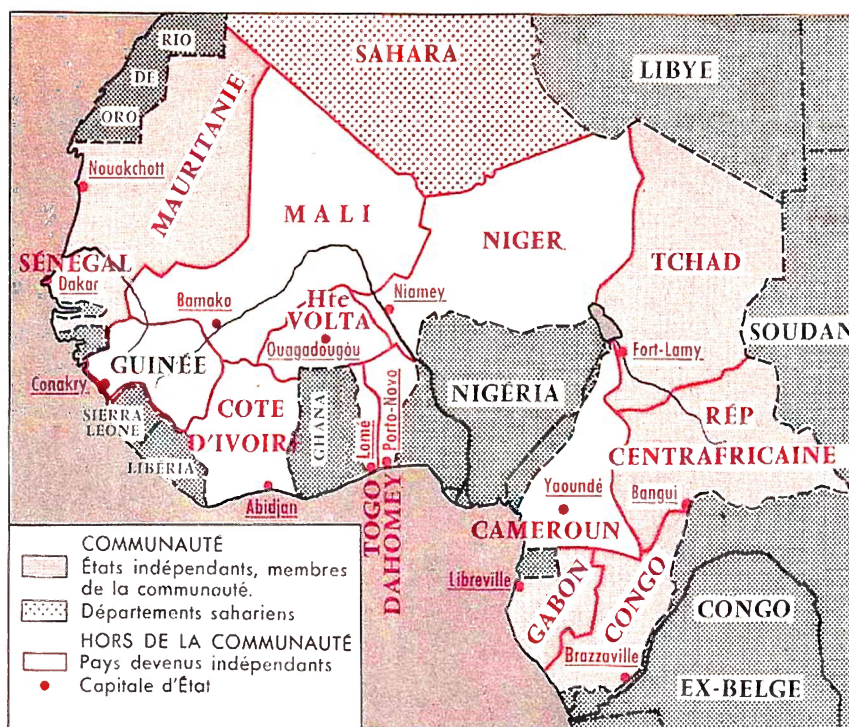 RIO
DE
ORO
SAHARA
LIBYE
MAURITANIE
Nouakchott
MALI
NIGER
TCHAD
SÉNÉGAL
Dakar
Bamako
Niamey
Hte
VOLTA
Ouagadougou
SOUDAN
GUINÉE
Conakry
Fort-Lamy
NIGÉRIA
SIERRA
LEONE
COTE
D'IVOIRE
GHANA
Lomé
Porto-Novo
RÉP
CENTRAFRICAINE
LIBÉRIA
Abidjan
TOGO
DAHOMEY
Yaoundé
Bangui
CAMEROUN
Libreville
GABON
CONGO
Brazzaville
CONGO
EX-BELGE
COMMUNAUTÉ
États indépendants, membres
de la communauté.
Départements sahariens
HORS DE LA COMMUNAUTÉ
Pays devenus indépendants
Capitale d'État